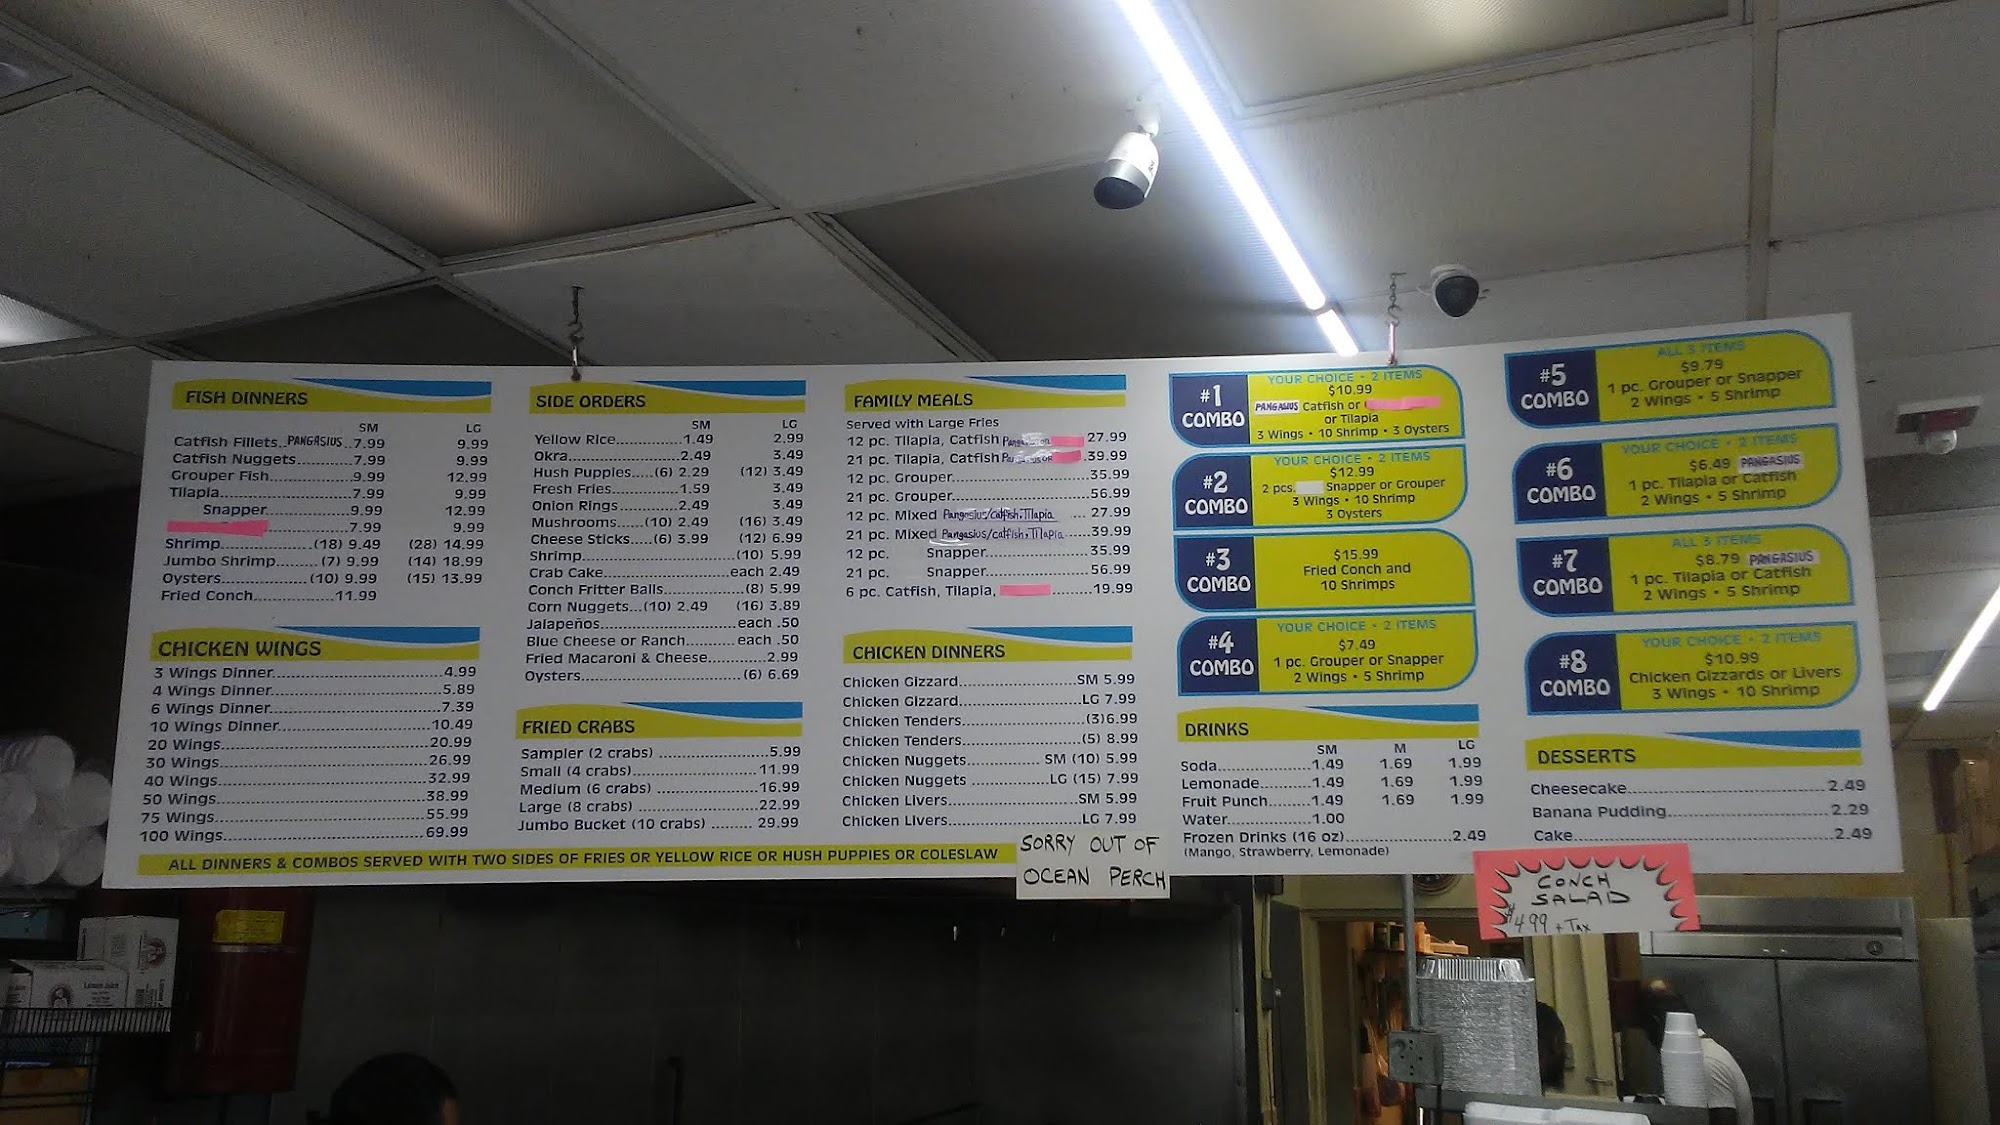 FISH DINNERS
SM LG
Catfish Fillets..PANGASIUS..7.99 9.99
Catfish Nuggets............7.99 9.99
Grouper Fish...............9.99 12.99
Tilapia....................7.99 9.99
Snapper................9.99 12.99
............7.99 9.99
Shrimp.............(18) 9.49 (28) 14.99
Jumbo Shrimp.......(7) 9.99 (14) 18.99
Oysters............(10) 9.99 (15) 13.99
Fried Conch............11.99
CHICKEN WINGS
3 Wings Dinner..........4.99
4 Wings Dinner..........5.89
6 Wings Dinner..........7.39
10 Wings Dinner.........10.49
20 Wings................20.99
30 Wings................26.99
40 Wings................32.99
50 Wings................38.99
75 Wings................55.99
100 Wings...............69.99
SIDE ORDERS
SM LG
Yellow Rice............1.49 2.99
Okra...................2.49 3.49
Hush Puppies....(6) 2.29 (12) 3.49
Fresh Fries............1.59 3.49
Onion Rings............2.49 3.49
Mushrooms.....(10) 2.49 (16) 3.49
Cheese Sticks....(6) 3.99 (12) 6.99
Shrimp.....................(10) 5.99
Crab Cake..................each 2.49
Conch Fritter Balls........(8) 5.99
Corn Nuggets...(10) 2.49 (16) 3.89
Jalapeños..................each .50
Blue Cheese or Ranch.......each .50
Fried Macaroni & Cheese........2.99
Oysters....................(6) 6.69
FRIED CRABS
Sampler (2 crabs) ..............5.99
Small (4 crabs)................11.99
Medium (6 crabs) ..............16.99
Large (8 crabs) ...............22.99
Jumbo Bucket (10 crabs) ....... 29.99
FAMILY MEALS
Served with Large Fries
12 pc. Tilapia, Catfish Pangasius or 27.99
21 pc. Tilapia, Catfish Pangasius or .39.99
12 pc. Grouper................35.99
21 pc. Grouper................56.99
12 pc. Mixed Pangasius/catfish,Tilapia .... 27.99
21 pc. Mixed Pangasius/catfish,Tilapia ....39.99
12 pc. Snapper............35.99
21 pc. Snapper............56.99
6 pc. Catfish, Tilapia, ..........19.99
CHICKEN DINNERS
Chicken Gizzard................SM 5.99
Chicken Gizzard................LG 7.99
Chicken Tenders................(3)6.99
Chicken Tenders................(5) 8.99
Chicken Nuggets........... SM (10) 5.99
Chicken Nuggets ...........LG (15) 7.99
Chicken Livers.................SM 5.99
Chicken Livers.................LG 7.99
#1 COMBO
YOUR CHOICE • 2 ITEMS
$10.99
PANGASIUS Catfish or
or Tilapia
3 Wings • 10 Shrimp • 3 Oysters
#2 COMBO
YOUR CHOICE • 2 ITEMS
$12.99
2 pcs. Snapper or Grouper
3 Wings • 10 Shrimp
3 Oysters
#3 COMBO
$15.99
Fried Conch and
10 Shrimps
#4 COMBO
YOUR CHOICE • 2 ITEMS
$7.49
1 pc. Grouper or Snapper
2 Wings • 5 Shrimp
DRINKS
SM M LG
Soda..............1.49 1.69 1.99
Lemonade..........1.49 1.69 1.99
Fruit Punch.......1.49 1.69 1.99
Water.............1.00
Frozen Drinks (16 oz)...............2.49
(Mango, Strawberry, Lemonade)
#5 COMBO
ALL 3 ITEMS
$9.79
1 pc. Grouper or Snapper
2 Wings • 5 Shrimp
#6 COMBO
YOUR CHOICE • 2 ITEMS
$6.49 PANGASIUS
1 pc. Tilapia or Catfish
2 Wings • 5 Shrimp
#7 COMBO
ALL 3 ITEMS
$8.79 PANGASIUS
1 pc. Tilapia or Catfish
2 Wings • 5 Shrimp
#8 COMBO
YOUR CHOICE • 2 ITEMS
$10.99
Chicken Gizzards or Livers
3 Wings • 10 Shrimp
DESSERTS
Cheesecake.......................2.49
Banana Pudding...................2.29
Cake.............................2.49
ALL DINNERS & COMBOS SERVED WITH TWO SIDES OF FRIES OR YELLOW RICE OR HUSH PUPPIES OR COLESLAW
SORRY OUT OF
OCEAN PERCH
CONCH
SALAD
4.99 + Tax